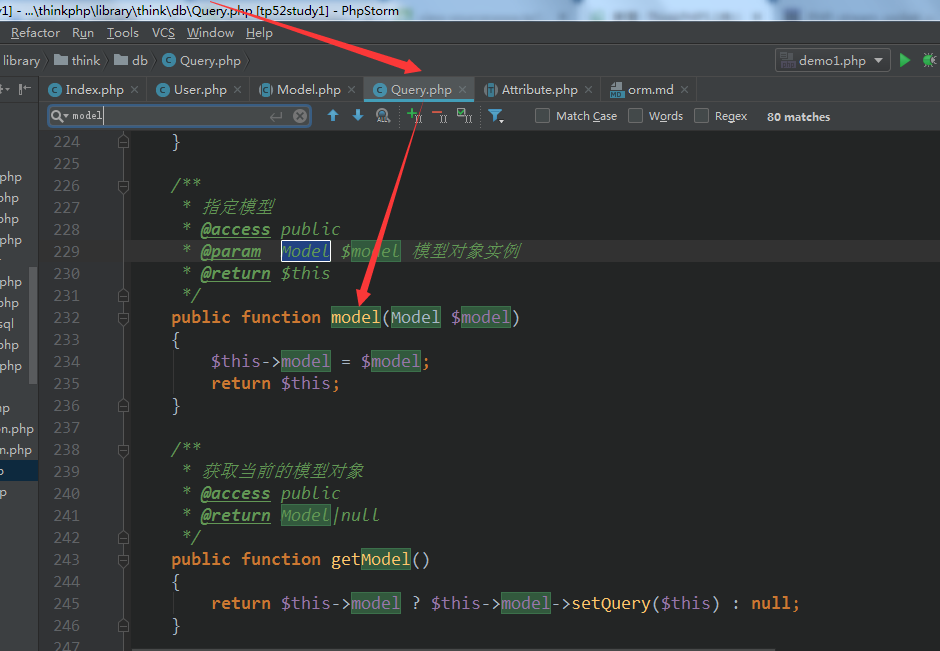 y1] - ...\thinkphp\library\think\db\Query.php [tp52study1] - PhpStorm
Refactor Run Tools VCS Window Help
library think db Query.php demo1.php
Index.php User.php Model.php Query.php Attribute.php orm.md
model Match Case Words Regex 80 matches
224 }
225
226 /**
227 * 指定模型
228 * @access public
229 * @param Model $model 模型对象实例
230 * @return $this
231 */
232 public function model(Model $model)
233 {
234 $this->model = $model;
235 return $this;
236 }
237
238 /**
239 * 获取当前的模型对象
240 * @access public
241 * @return Model|null
242 */
243 public function getModel()
244 {
245 return $this->model ? $this->model->setQuery($this) : null;
246 }
247
php
php
php
php
php
php
sql
php
php
np
n.php
n.php
p
p